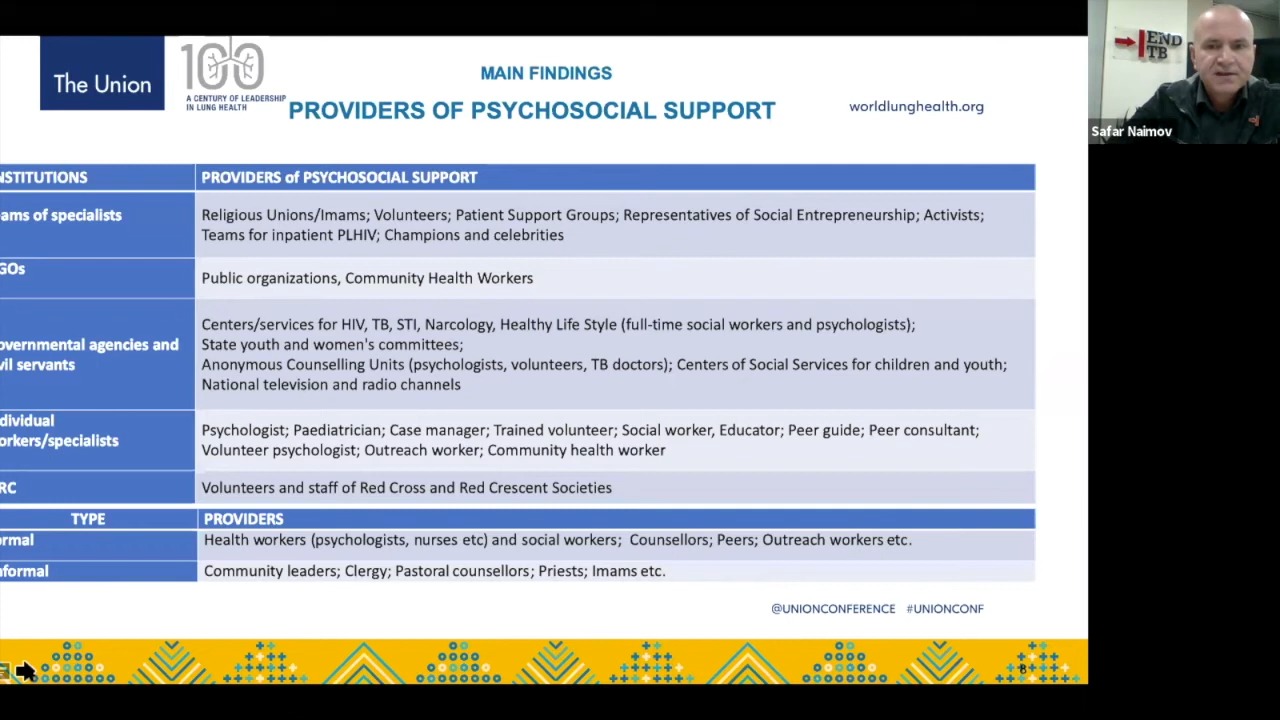 The Union
100
A CENTURY OF LEADERSHIP
IN LUNG HEALTH
MAIN FINDINGS
PROVIDERS OF PSYCHOSOCIAL SUPPORT
worldlunghealth.org
END
TB
Safar Naimov
NSTITUTIONS PROVIDERS of PSYCHOSOCIAL SUPPORT
ams of specialists
Religious Unions/Imams; Volunteers; Patient Support Groups; Representatives of Social Entrepreneurship; Activists;
Teams for inpatient PLHIV; Champions and celebrities
GOs
Public organizations, Community Health Workers
overnmental agencies and
vil servants
Centers/services for HIV, TB, STI, Narcology, Healthy Life Style (full-time social workers and psychologists);
State youth and women's committees;
Anonymous Counselling Units (psychologists, volunteers, TB doctors); Centers of Social Services for children and youth;
National television and radio channels
dividual
orkers/specialists
Psychologist; Paediatrician; Case manager; Trained volunteer; Social worker, Educator; Peer guide; Peer consultant;
Volunteer psychologist; Outreach worker; Community health worker
RC
Volunteers and staff of Red Cross and Red Crescent Societies
TYPE PROVIDERS
ormal
Health workers (psychologists, nurses etc) and social workers; Counsellors; Peers; Outreach workers etc.
nformal
Community leaders; Clergy; Pastoral counsellors; Priests; Imams etc.
@UNIONCONFERENCE #UNIONCONF
8